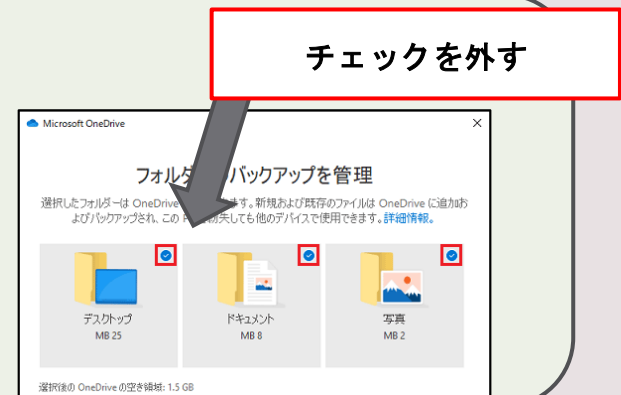 チェックを外す
Microsoft OneDrive
フォルダ バックアップを管理
選択したフォルダーは OneDrive ます。新規および既存のファイルは OneDrive に追加お
よびバックアップされ、この 失しても他のデバイスで使用できます。詳細情報。
デスクトップ
MB 25
ドキュメント
MB 8
写真
MB 2
選択後の OneDrive の空き領域: 1.5 GB